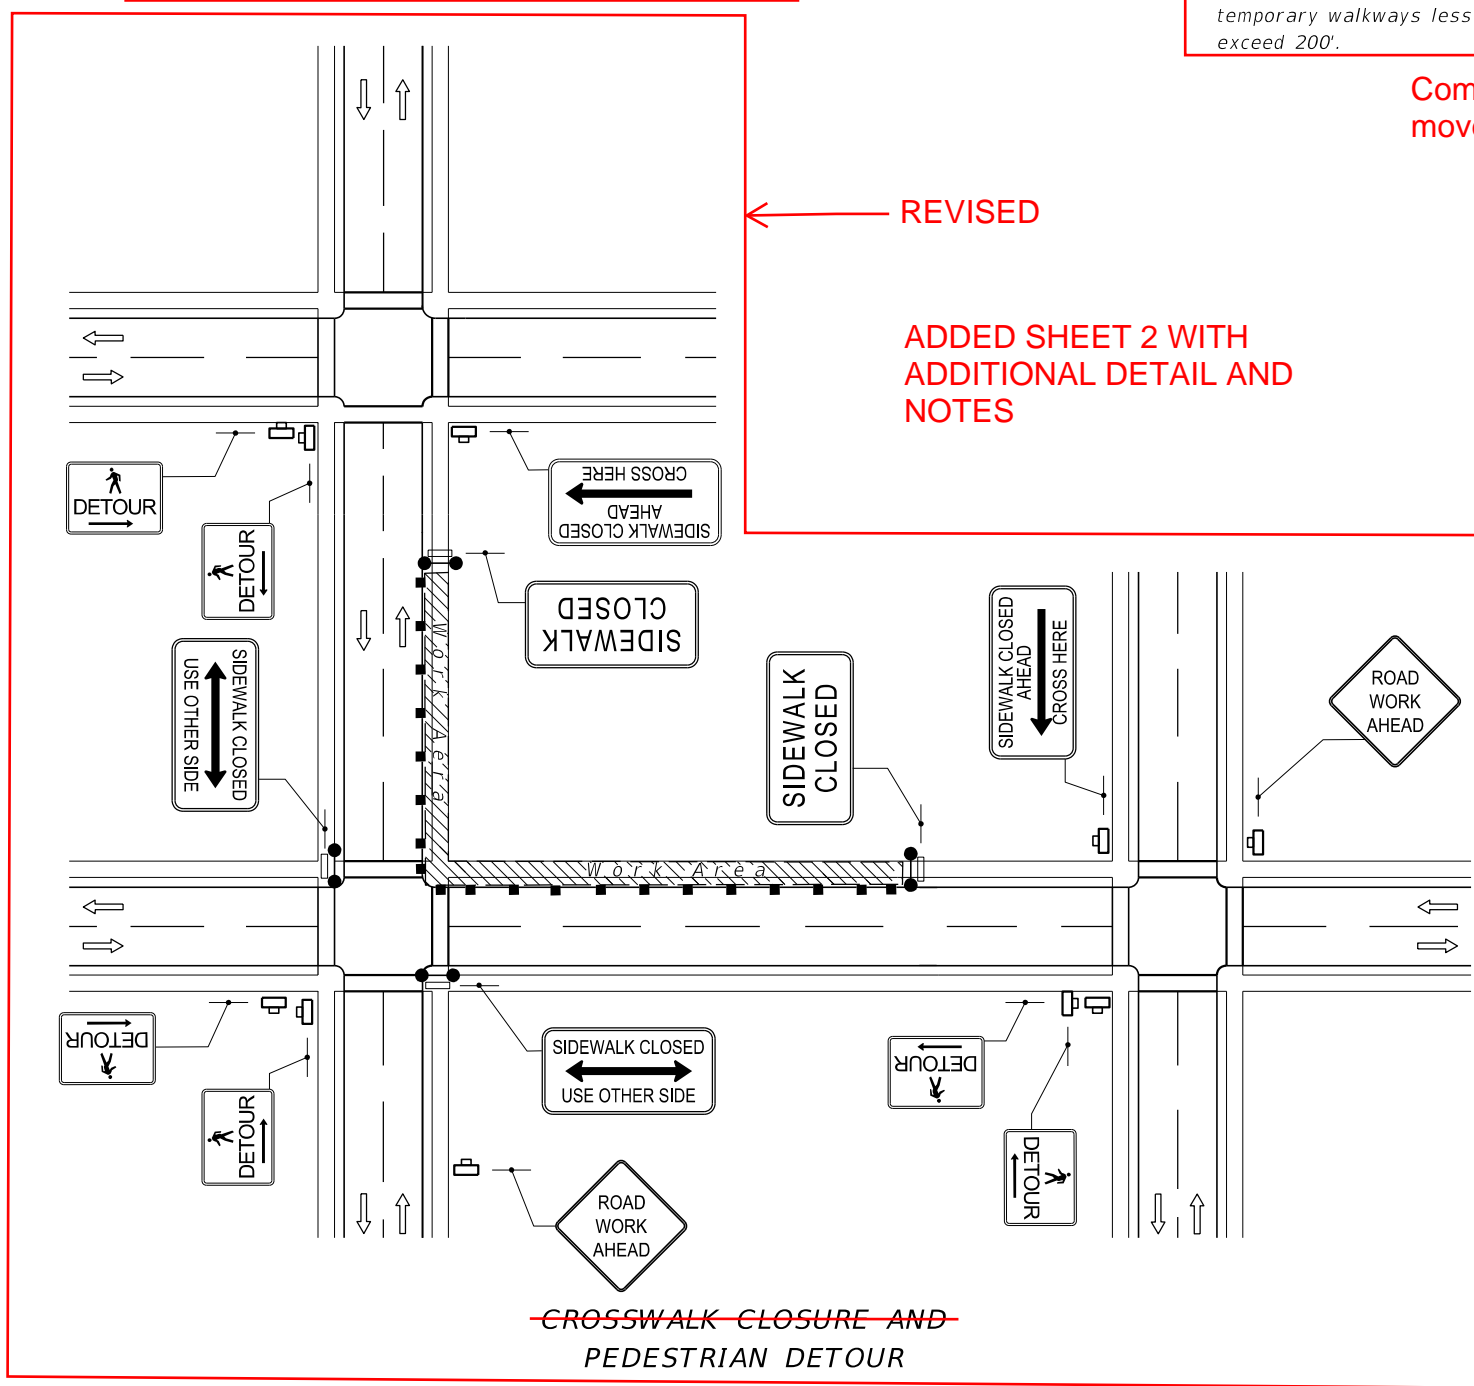 temporary walkways less
exceed 200'.
Com
move
REVISED
ADDED SHEET 2 WITH
ADDITIONAL DETAIL AND
NOTES
DETOUR
DETOUR
SIDEWALK CLOSED
AHEAD
CROSS HERE
SIDEWALK
CLOSED
SIDEWALK CLOSED
USE OTHER SIDE
Work Aera
SIDEWALK
CLOSED
SIDEWALK CLOSED
AHEAD
CROSS HERE
ROAD
WORK
AHEAD
Work Area
DETOUR
DETOUR
SIDEWALK CLOSED
USE OTHER SIDE
DETOUR
DETOUR
ROAD
WORK
AHEAD
CROSSWALK CLOSURE AND
PEDESTRIAN DETOUR